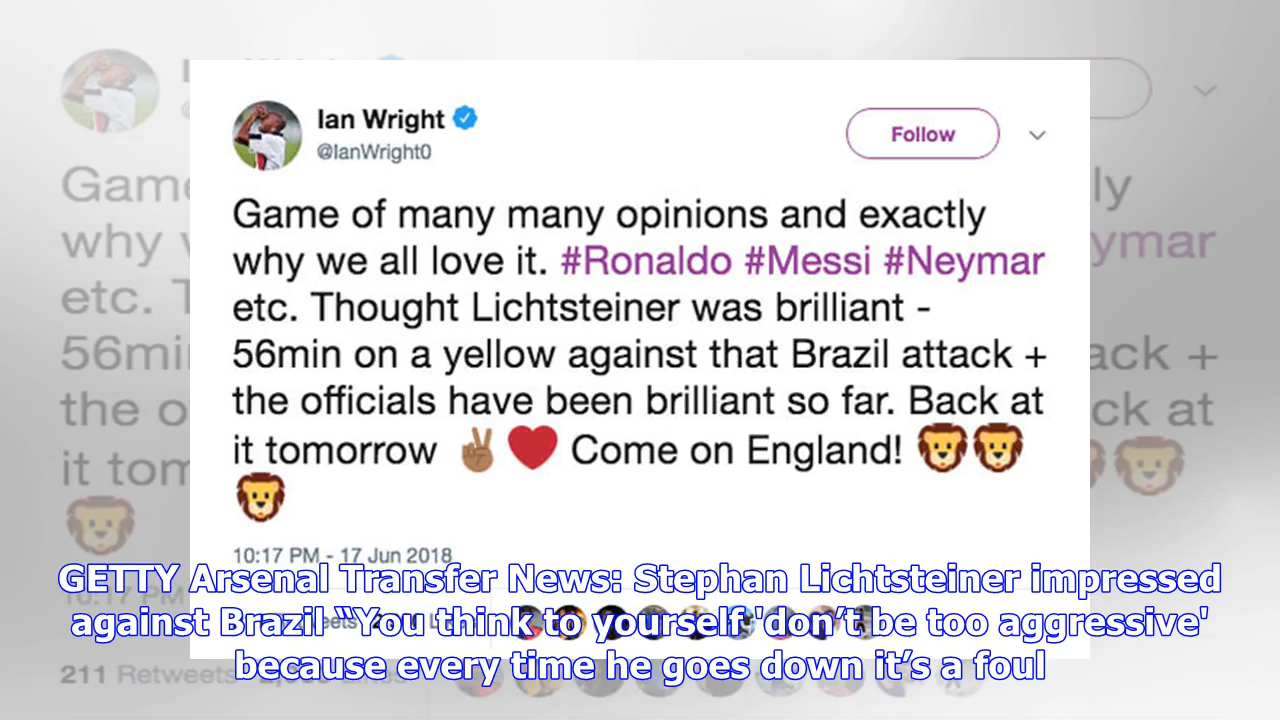 Ian Wright
@IanWright0
Follow
Game of many many opinions and exactly
why we all love it. #Ronaldo #Messi #Neymar
etc. Thought Lichtsteiner was brilliant -
56min on a yellow against that Brazil attack +
the officials have been brilliant so far. Back at
it tomorrow ✌🏾❤️ Come on England! 🦁🦁
🦁
10:17 PM - 17 Jun 2018
GETTY Arsenal Transfer News: Stephan Lichtsteiner impressed
against Brazil “You think to yourself 'don’t be too aggressive'
because every time he goes down it’s a foul
211 Retweets